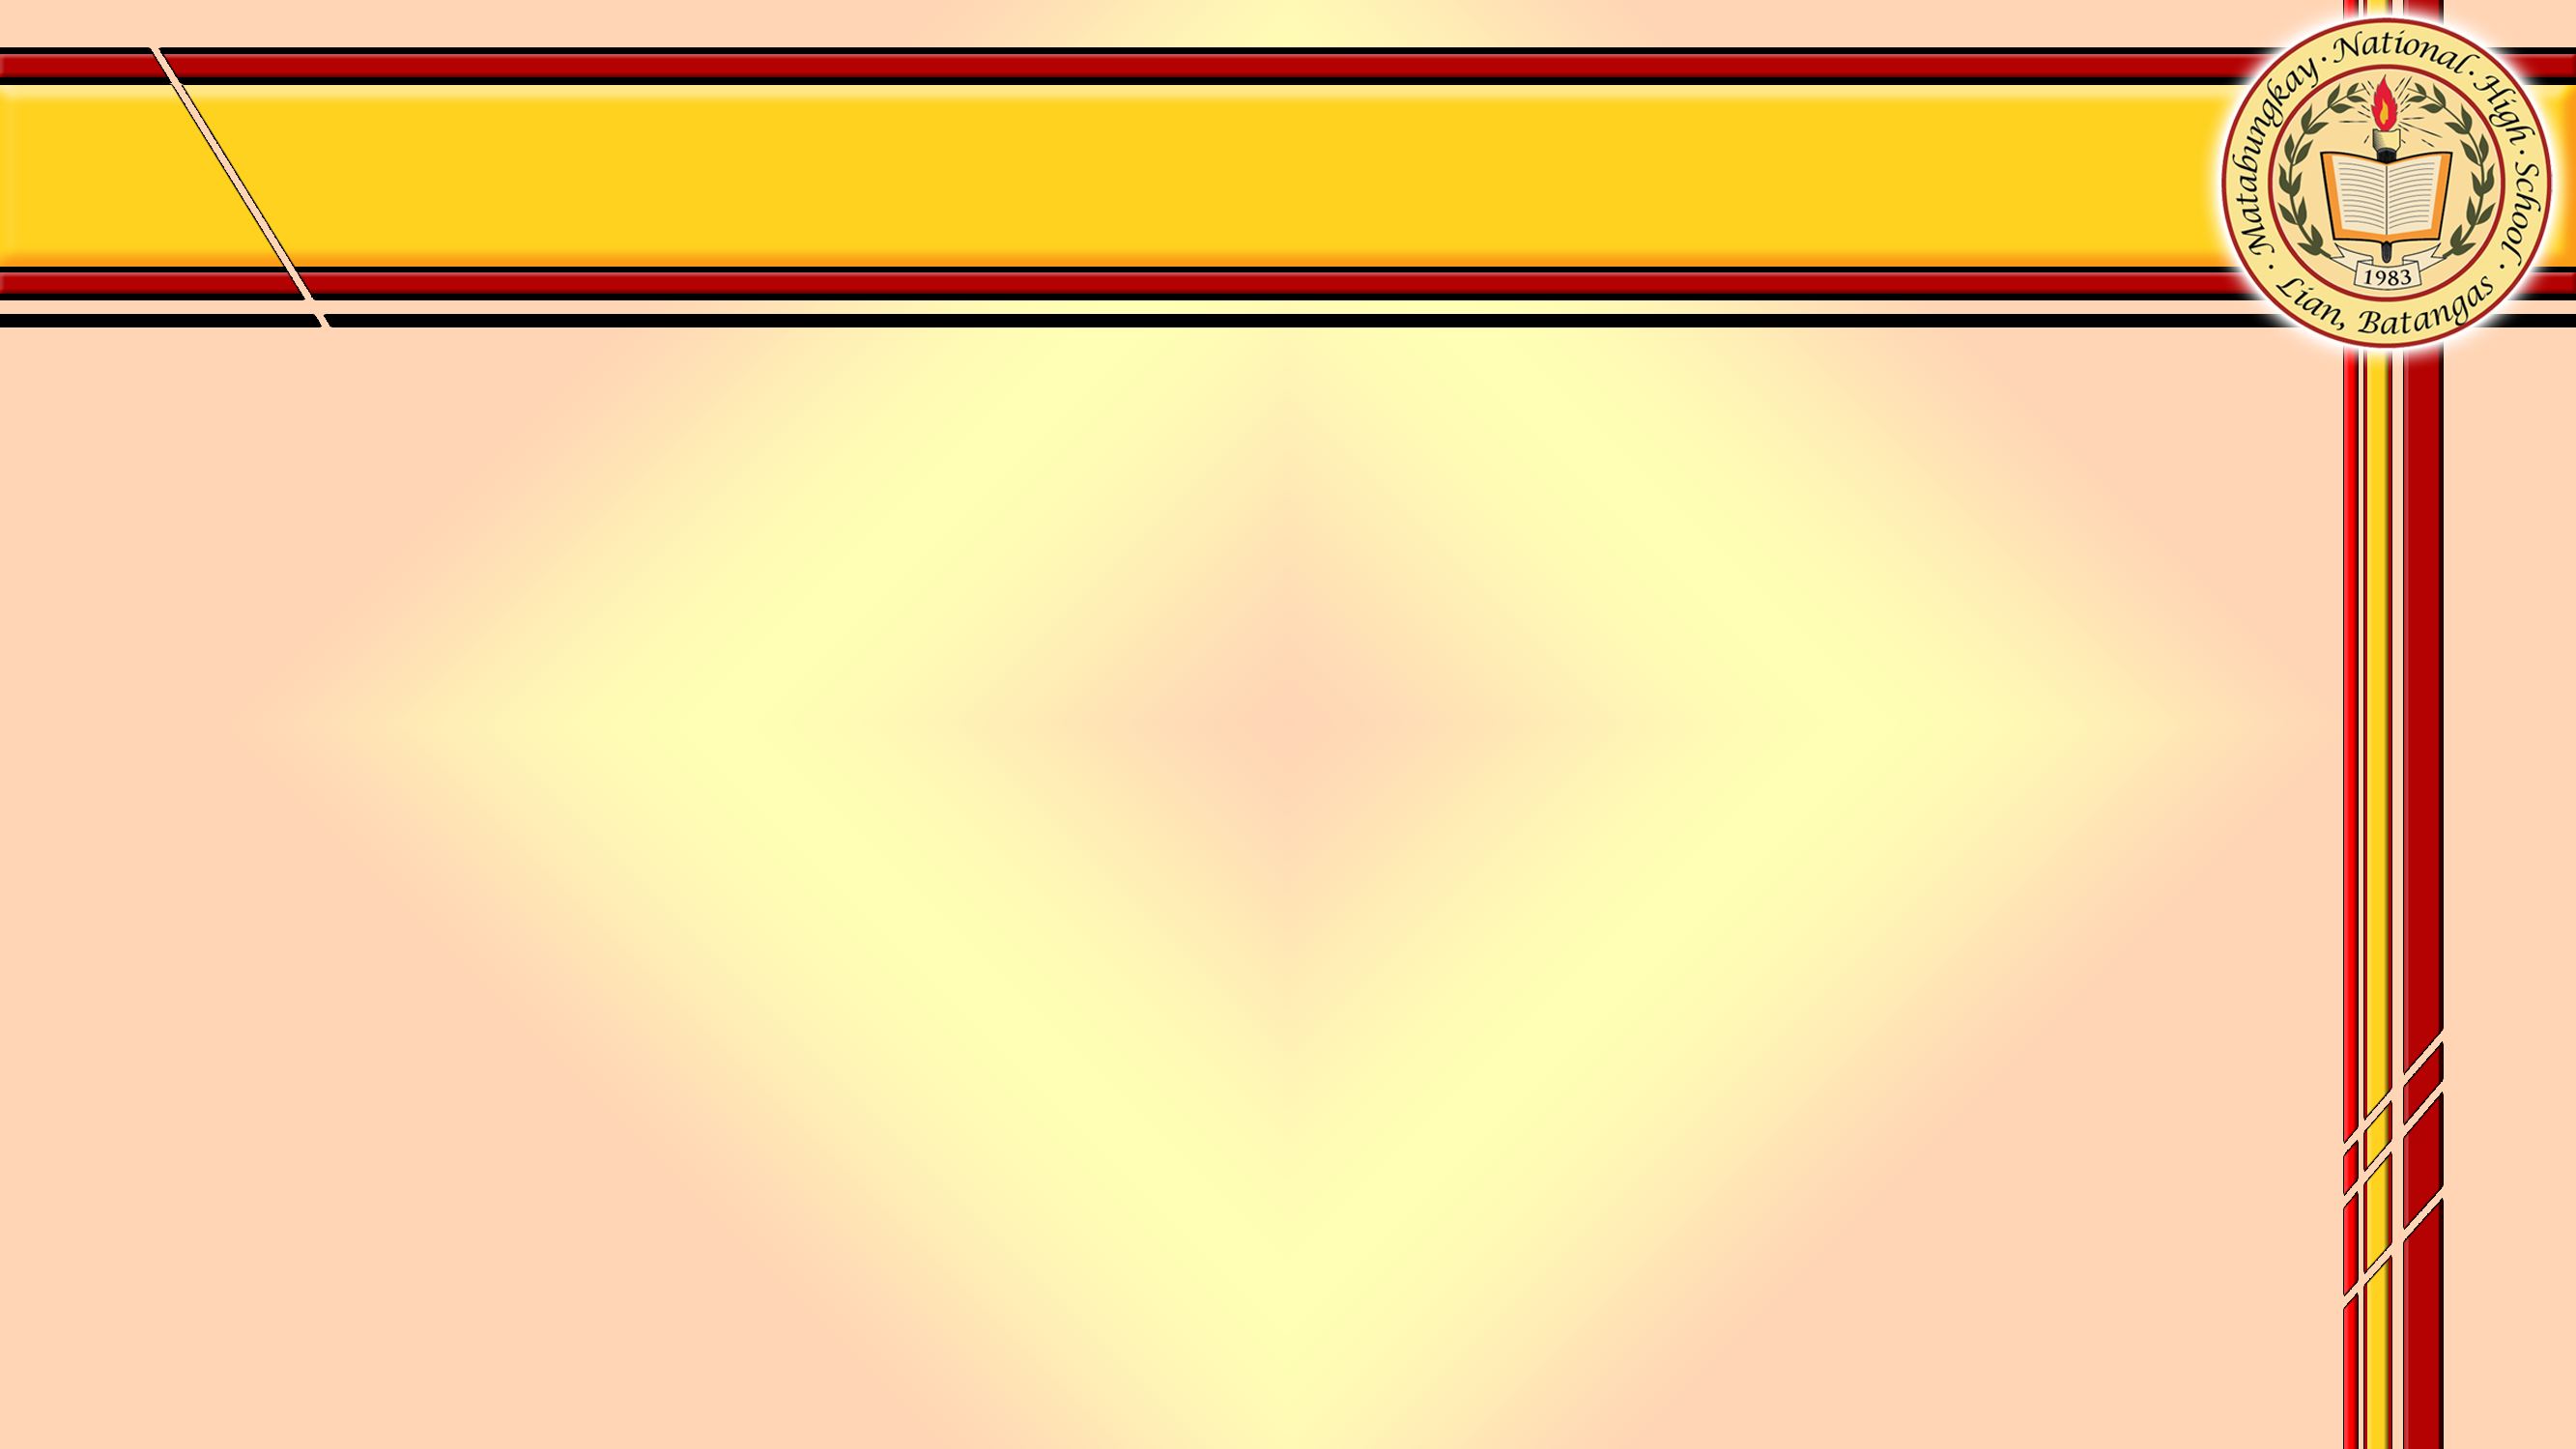 · Matabungkay · National · High · School ·
Lian, Batangas
1983